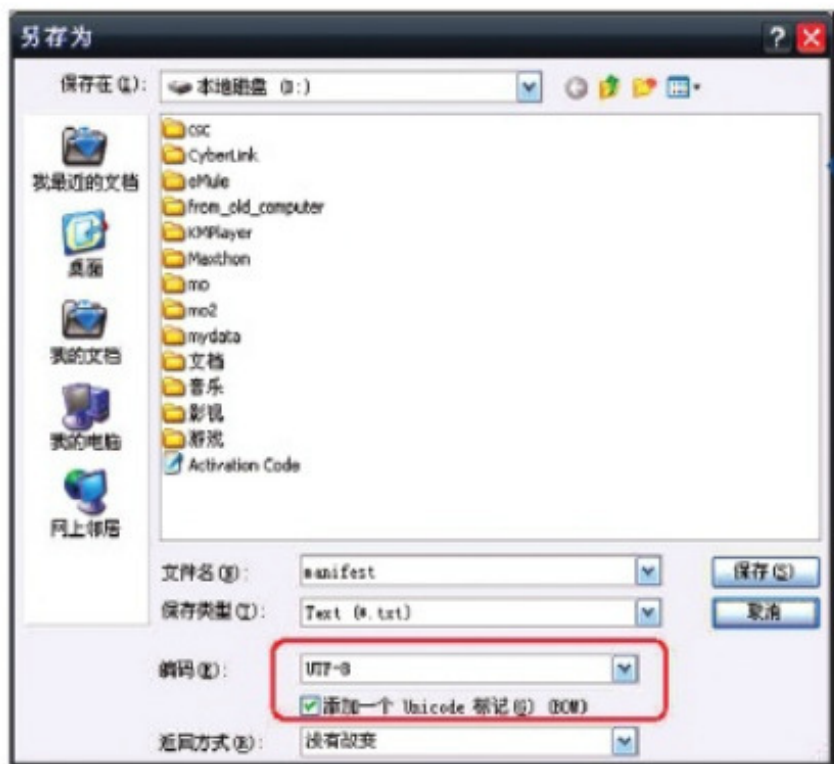 另存为
保存在(I): 本地磁盘 (D:)
我最近的文档
桌面
我的文档
我的电脑
网上邻居
csc
CyberLink
eMule
from_old_computer
KMPlayer
Maxthon
mo
mo2
mydata
文档
音乐
影视
游戏
Activation Code
文件名(N): manifest 保存(S)
保存类型(T): Text (*.txt) 取消
编码(E): UTF-8
添加一个 Unicode 标记(G) (BOM)
返回方式(R): 没有改变